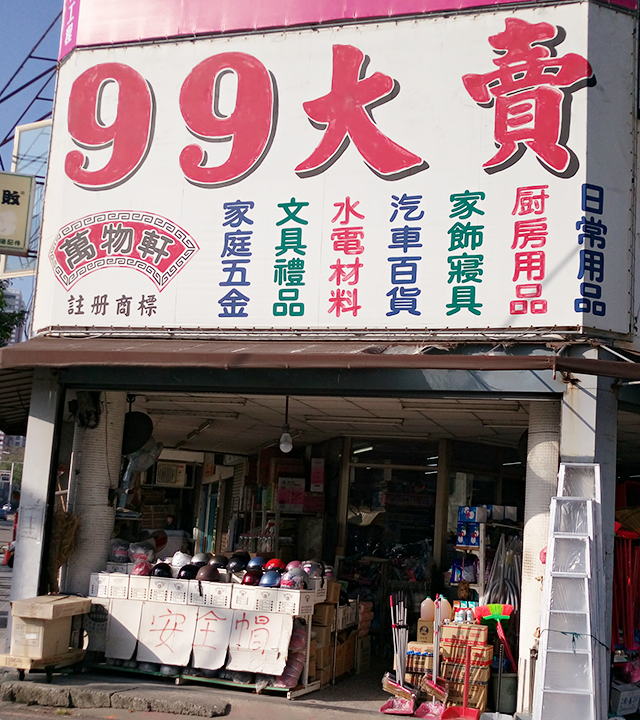 99大賣
萬物軒
註册商標
家庭五金
文具禮品
水電材料
汽車百貨
家飾寢具
厨房用品
日常用品
安全帽